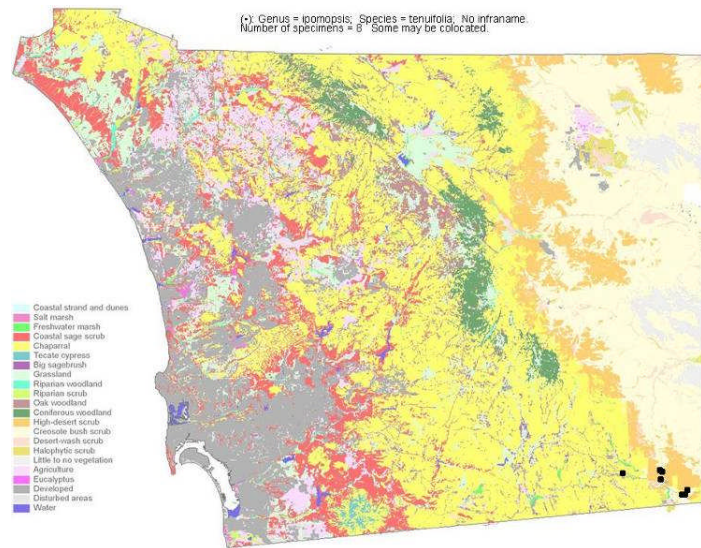 (•): Genus = ipomopsis; Species = tenuifolia; No infraname.
Number of specimens = 8 Some may be colocated.
Coastal strand and dunes
Salt marsh
Freshwater marsh
Coastal sage scrub
Chaparral
Tecate cypress
Big sagebrush
Grassland
Riparian woodland
Riparian scrub
Oak woodland
Coniferous woodland
High-desert scrub
Creosote bush scrub
Desert-wash scrub
Halophytic scrub
Little to no vegetation
Agriculture
Eucalyptus
Developed
Disturbed areas
Water